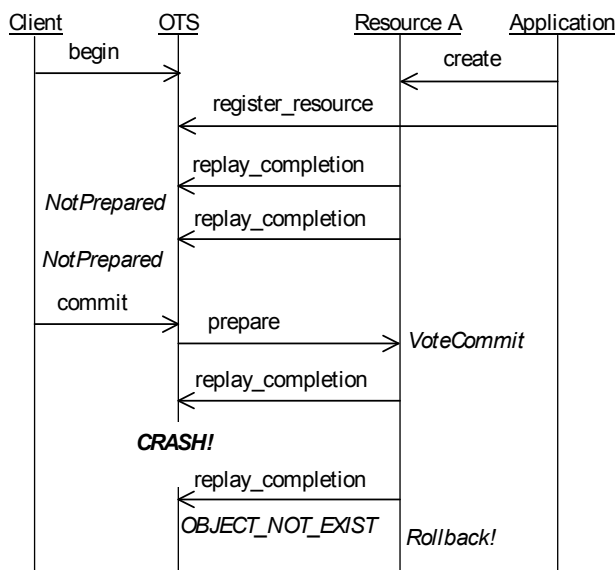 Client OTS Resource A Application
begin
create
register_resource
replay_completion
NotPrepared
replay_completion
NotPrepared
commit
prepare
VoteCommit
replay_completion
CRASH!
replay_completion
OBJECT_NOT_EXIST
Rollback!